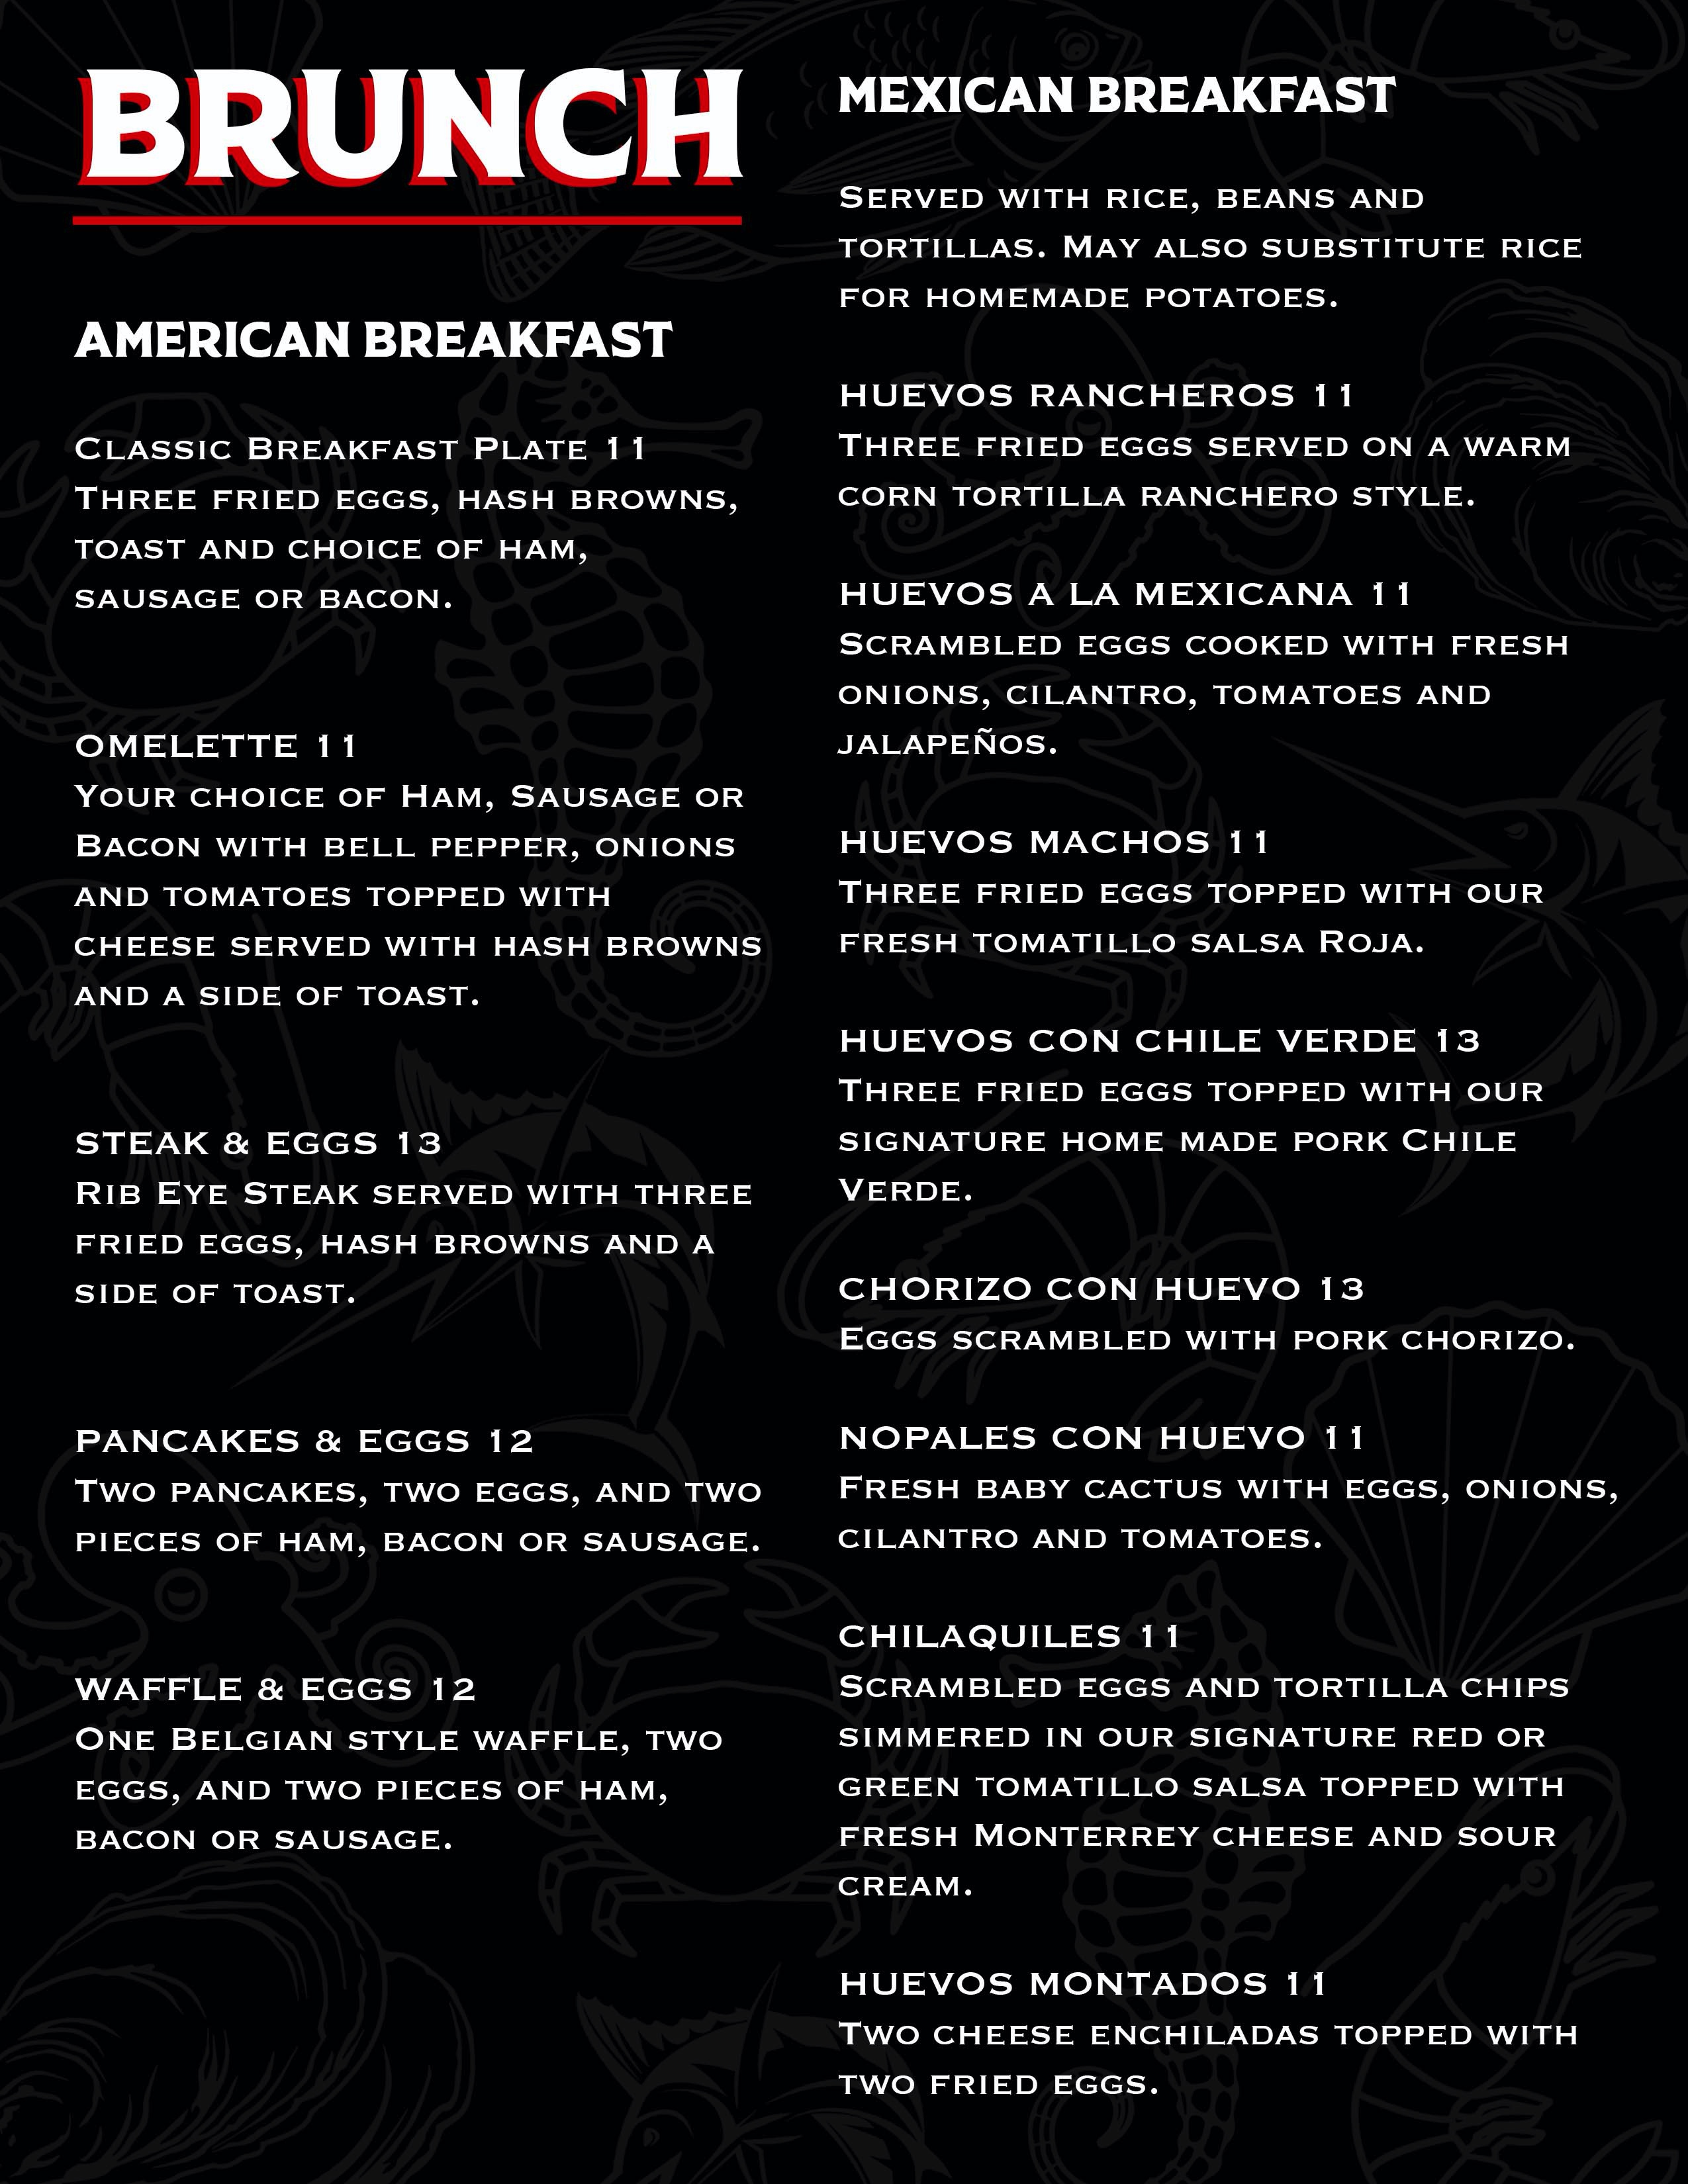 BRUNCH
AMERICAN BREAKFAST
Classic Breakfast Plate 11
Three fried eggs, hash browns,
toast and choice of ham,
sausage or bacon.
OMELETTE 11
Your choice of Ham, Sausage or
Bacon with bell pepper, onions
and tomatoes topped with
cheese served with hash browns
and a side of toast.
STEAK & EGGS 13
Rib Eye Steak served with three
fried eggs, hash browns and a
side of toast.
PANCAKES & EGGS 12
Two pancakes, two eggs, and two
pieces of ham, bacon or sausage.
WAFFLE & EGGS 12
One Belgian style waffle, two
eggs, and two pieces of ham,
bacon or sausage.
MEXICAN BREAKFAST
Served with rice, beans and
tortillas. May also substitute rice
for homemade potatoes.
HUEVOS RANCHEROS 11
Three fried eggs served on a warm
corn tortilla ranchero style.
HUEVOS A LA MEXICANA 11
Scrambled eggs cooked with fresh
onions, cilantro, tomatoes and
jalapeños.
HUEVOS MACHOS 11
Three fried eggs topped with our
fresh tomatillo salsa Roja.
HUEVOS CON CHILE VERDE 13
Three fried eggs topped with our
signature home made pork Chile
Verde.
CHORIZO CON HUEVO 13
Eggs scrambled with pork chorizo.
NOPALES CON HUEVO 11
Fresh baby cactus with eggs, onions,
cilantro and tomatoes.
CHILAQUILES 11
Scrambled eggs and tortilla chips
simmered in our signature red or
green tomatillo salsa topped with
fresh Monterrey cheese and sour
cream.
HUEVOS MONTADOS 11
Two cheese enchiladas topped with
two fried eggs.